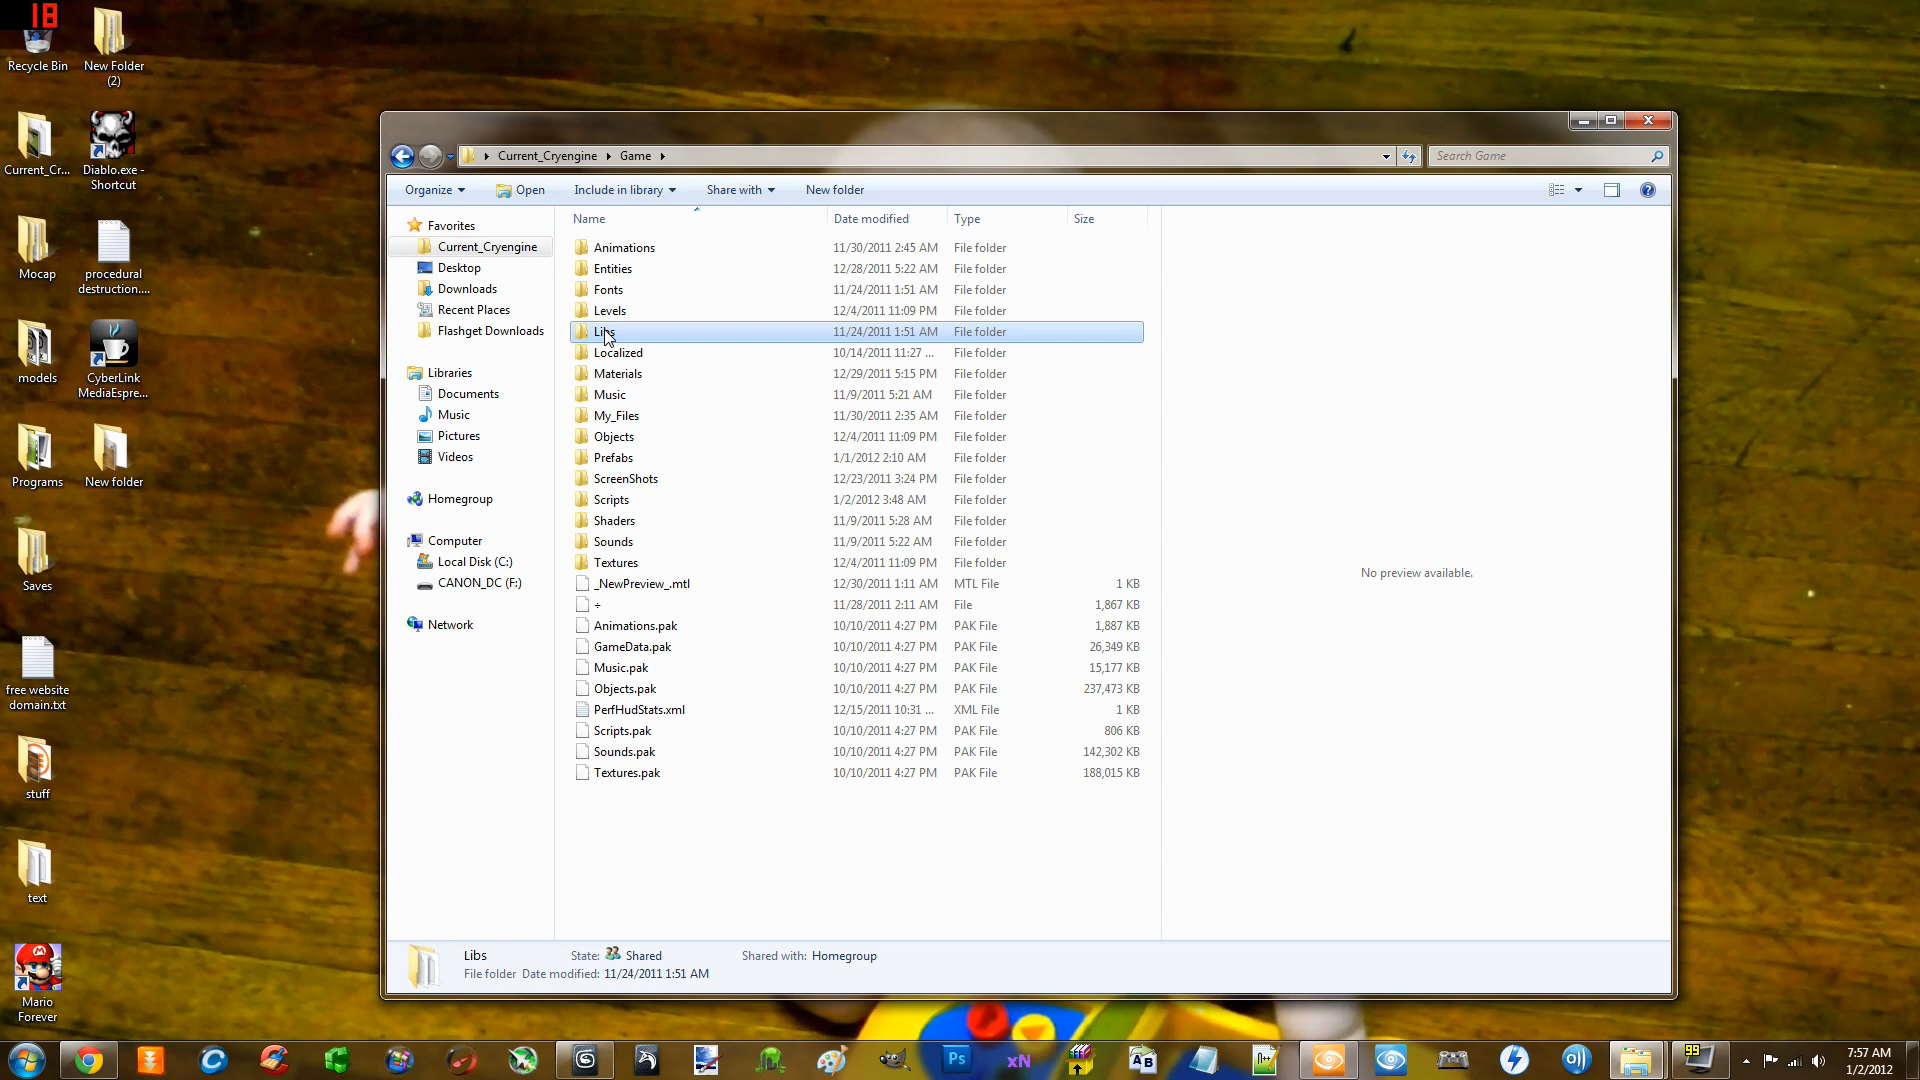 18
Recycle Bin
New Folder
(2)
Current_Cr...
Diablo.exe -
Shortcut
Mocap
procedural
destruction....
models
CyberLink
MediaEspre...
Programs
New folder
Saves
free website
domain.txt
stuff
text
Mario
Forever
Current_Cryengine
Game
Search Game
Organize
Open
Include in library
Share with
New folder
Favorites
Current_Cryengine
Desktop
Downloads
Recent Places
Flashget Downloads
Libraries
Documents
Music
Pictures
Videos
Homegroup
Computer
Local Disk (C:)
CANON_DC (F:)
Network
Name Date modified Type Size
Animations 11/30/2011 2:45 AM File folder
Entities 12/28/2011 5:22 AM File folder
Fonts 11/24/2011 1:51 AM File folder
Levels 12/4/2011 11:09 PM File folder
Libs 11/24/2011 1:51 AM File folder
Localized 10/14/2011 11:27 ... File folder
Materials 12/29/2011 5:15 PM File folder
Music 11/9/2011 5:21 AM File folder
My_Files 11/30/2011 2:35 AM File folder
Objects 12/4/2011 11:09 PM File folder
Prefabs 1/1/2012 2:10 AM File folder
ScreenShots 12/23/2011 3:24 PM File folder
Scripts 1/2/2012 3:48 AM File folder
Shaders 11/9/2011 5:28 AM File folder
Sounds 11/9/2011 5:22 AM File folder
Textures 12/4/2011 11:09 PM File folder
_NewPreview_.mtl 12/30/2011 1:11 AM MTL File 1 KB
÷ 11/28/2011 2:11 AM File 1,867 KB
Animations.pak 10/10/2011 4:27 PM PAK File 1,887 KB
GameData.pak 10/10/2011 4:27 PM PAK File 26,349 KB
Music.pak 10/10/2011 4:27 PM PAK File 15,177 KB
Objects.pak 10/10/2011 4:27 PM PAK File 237,473 KB
PerfHudStats.xml 12/15/2011 10:31 ... XML File 1 KB
Scripts.pak 10/10/2011 4:27 PM PAK File 806 KB
Sounds.pak 10/10/2011 4:27 PM PAK File 142,302 KB
Textures.pak 10/10/2011 4:27 PM PAK File 188,015 KB
No preview available.
Libs State: Shared Shared with: Homegroup
File folder Date modified: 11/24/2011 1:51 AM
Ps
xN
AB
n++
99
7:57 AM
1/2/2012